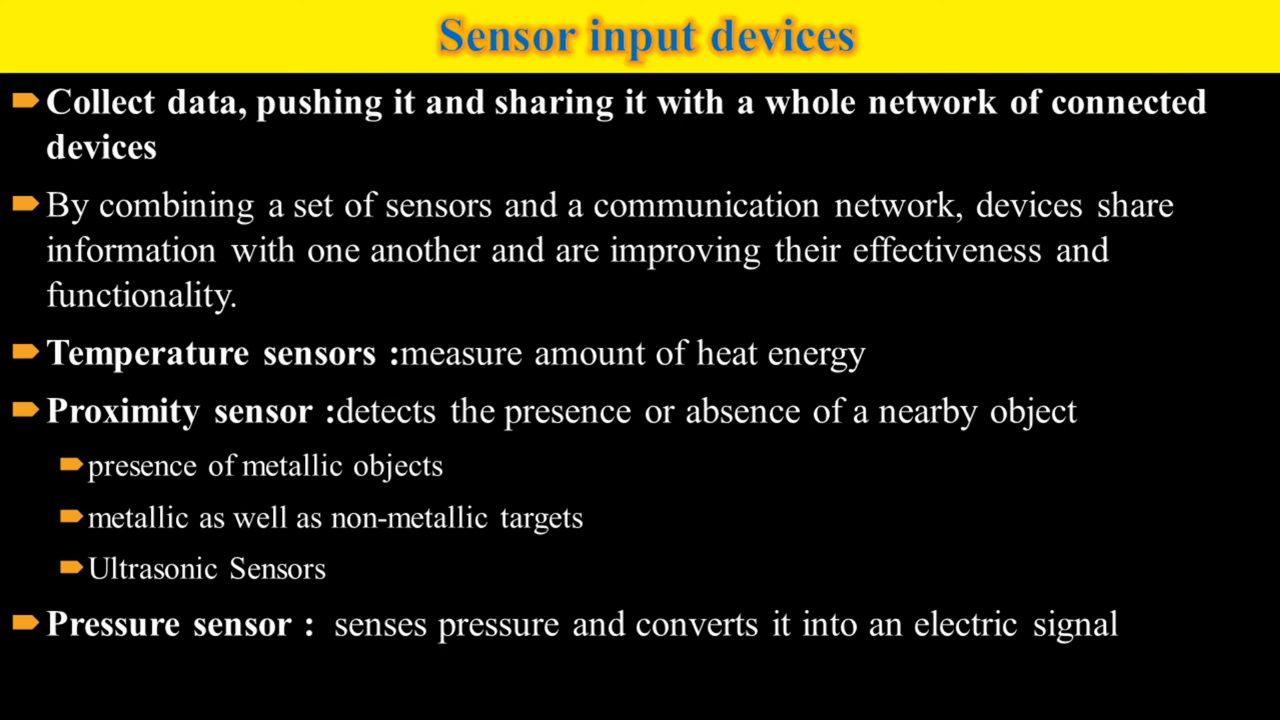 Sensor input devices
Collect data, pushing it and sharing it with a whole network of connected
devices
By combining a set of sensors and a communication network, devices share
information with one another and are improving their effectiveness and
functionality.
Temperature sensors :measure amount of heat energy
Proximity sensor :detects the presence or absence of a nearby object
presence of metallic objects
metallic as well as non-metallic targets
Ultrasonic Sensors
Pressure sensor : senses pressure and converts it into an electric signal